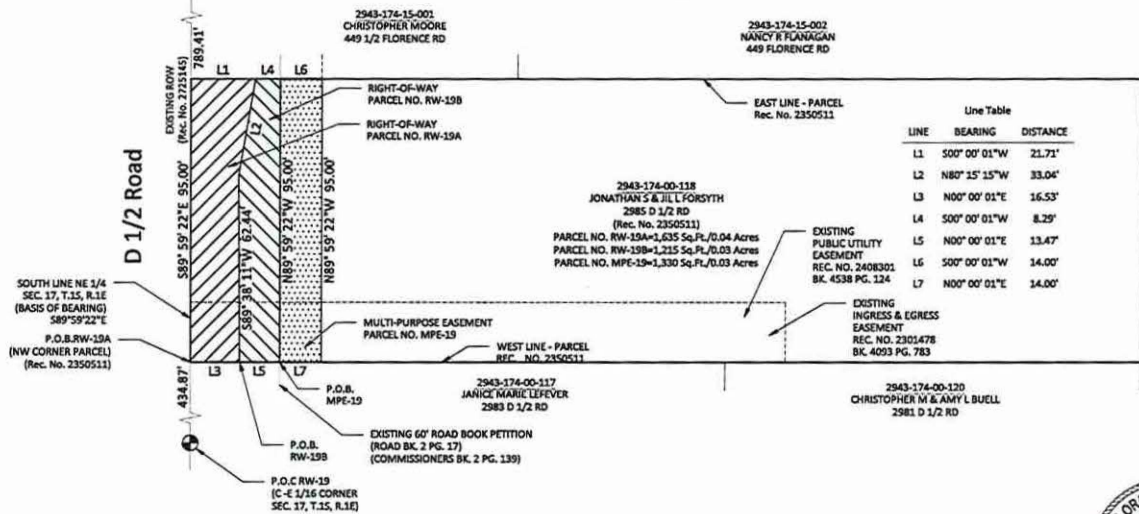 2943-174-15-001
CHRISTOPHER MOORE
449 1/2 FLORENCE RD
2943-174-15-002
NANCY R FLANAGAN
449 FLORENCE RD
789.41'
EXISTING ROW
(Rec. No. 2225145)
L1
L4
L6
RIGHT-OF-WAY
PARCEL NO. RW-19B
RIGHT-OF-WAY
PARCEL NO. RW-19A
EAST LINE - PARCEL
Rec. No. 2350511
Line Table
LINE BEARING DISTANCE
L1 S00° 00' 01"W 21.71'
L2 N80° 15' 15"W 33.04'
L3 N00° 00' 01"E 16.53'
L4 S00° 00' 01"W 8.29'
L5 N00° 00' 01"E 13.47'
L6 S00° 00' 01"W 14.00'
L7 N00° 00' 01"E 14.00'
D 1/2 Road
S89° 59' 22"E 95.00'
L2
S89° 38' 11"W 62.44'
N89° 59' 22"W 95.00'
N89° 59' 22"W 95.00'
2943-174-00-118
JONATHAN S & JILL L FORSYTH
2985 D 1/2 RD
(Rec. No. 2350511)
PARCEL NO. RW-19A=1,635 Sq.Ft./0.04 Acres
PARCEL NO. RW-19B=1,215 Sq.Ft./0.03 Acres
PARCEL NO. MPE-19=1,330 Sq.Ft./0.03 Acres
EXISTING
PUBLIC UTILITY
EASEMENT
REC. NO. 2408301
BK. 4538 PG. 124
EXISTING
INGRESS & EGRESS
EASEMENT
REC. NO. 2301478
BK. 4093 PG. 783
SOUTH LINE NE 1/4
SEC. 17, T.1S, R.1E
(BASIS OF BEARING)
S89°59'22"E
P.O.B.RW-19A
(NW CORNER PARCEL)
(Rec. No. 2350511)
MULTI-PURPOSE EASEMENT
PARCEL NO. MPE-19
WEST LINE - PARCEL
REC. NO. 2350511
L3
L5
L7
434.87'
P.O.B.
MPE-19
2943-174-00-117
JANICE MARIE LEFEVER
2983 D 1/2 RD
2943-174-00-120
CHRISTOPHER M & AMY L BUELL
2981 D 1/2 RD
P.O.B.
RW-19B
EXISTING 60' ROAD BOOK PETITION
(ROAD BK. 2 PG. 17)
(COMMISSIONERS BK. 2 PG. 139)
P.O.C RW-19
(C -E 1/16 CORNER
SEC. 17, T.1S, R.1E)